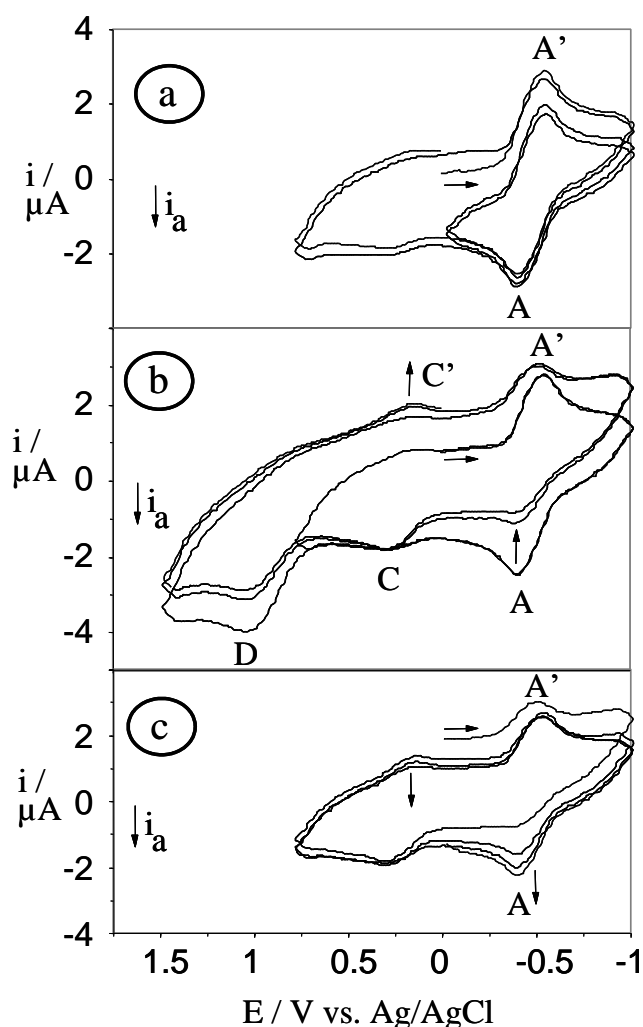 4
2
0
-2
i /
µA
a
i_a
A’
A
2
0
-2
-4
i /
µA
b
i_a
A’
C’
C
A
D
2
0
-2
-4
i /
µA
c
i_a
A’
A
1.5 1 0.5 0 -0.5 -1
E / V vs. Ag/AgCl